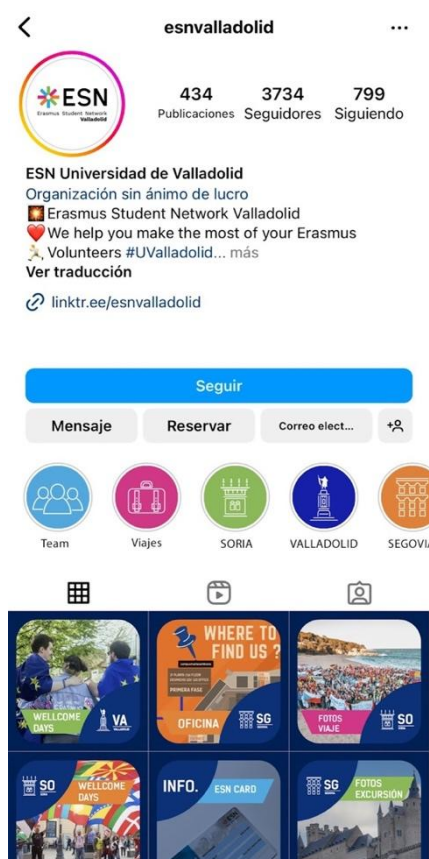 esnvalladolid
ESN
Erasmus Student Network
Valladolid
434 3734 799
Publicaciones Seguidores Siguiendo
ESN Universidad de Valladolid
Organización sin ánimo de lucro
💥Erasmus Student Network Valladolid
❤️We help you make the most of your Erasmus
🏃Volunteers #UValladolid... más
Ver traducción
linktr.ee/esnvalladolid
Seguir
Mensaje Reservar Correo elect...
Team Viajes SORIA VALLADOLID SEGOVI
WELLCOME
DAYS
VA
WHERE TO
FIND US ?
PRIMERA FASE
OFICINA
SG
FOTOS
VIAJE
SO
SO
WELLCOME
DAYS
INFO. ESN CARD
SG
FOTOS
EXCURSIÓN